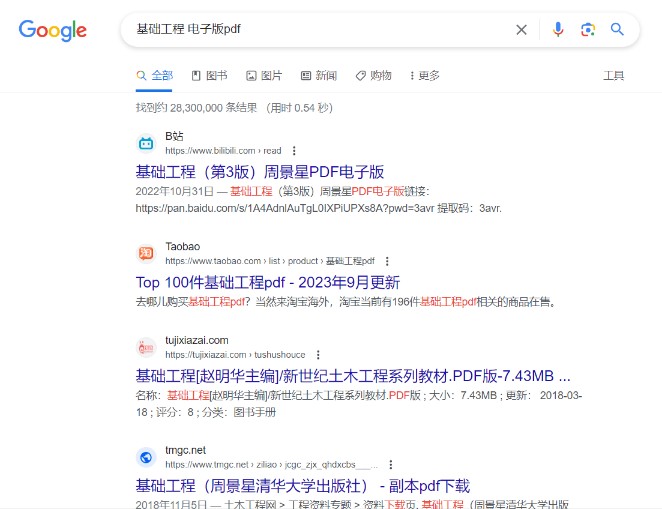 Google
基础工程 电子版pdf
全部 图书 图片 新闻 购物 更多 工具
找到约 28,300,000 条结果 （用时 0.54 秒）
B站
https://www.bilibili.com › read
基础工程（第3版）周景星PDF电子版
2022年10月31日 — 基础工程（第3版）周景星PDF电子版链接：
https://pan.baidu.com/s/1A4AdnlAuTgL0IXPiUPXs8A?pwd=3avr 提取码：3avr.
Taobao
https://www.taobao.com › list › product › 基础工程pdf
Top 100件基础工程pdf - 2023年9月更新
去哪儿购买基础工程pdf？当然来淘宝海外，淘宝当前有196件基础工程pdf相关的商品在售。
tujixiazai.com
https://tujixiazai.com › tushushouce
基础工程[赵明华主编]/新世纪土木工程系列教材.PDF版-7.43MB ...
名称：基础工程[赵明华主编]/新世纪土木工程系列教材.PDF版 ; 大小：7.43MB ; 更新： 2018-03-
18 ; 评分：8 ; 分类：图书手册
tmgc.net
https://www.tmgc.net › ziliao › jcgc_zjx_qhdxcbs___...
基础工程（周景星清华大学出版社） - 副本pdf下载
2018年11月5日 — 土木工程网 > 工程资料专题 > 资料下载页, 基础工程（周景星清华大学出版